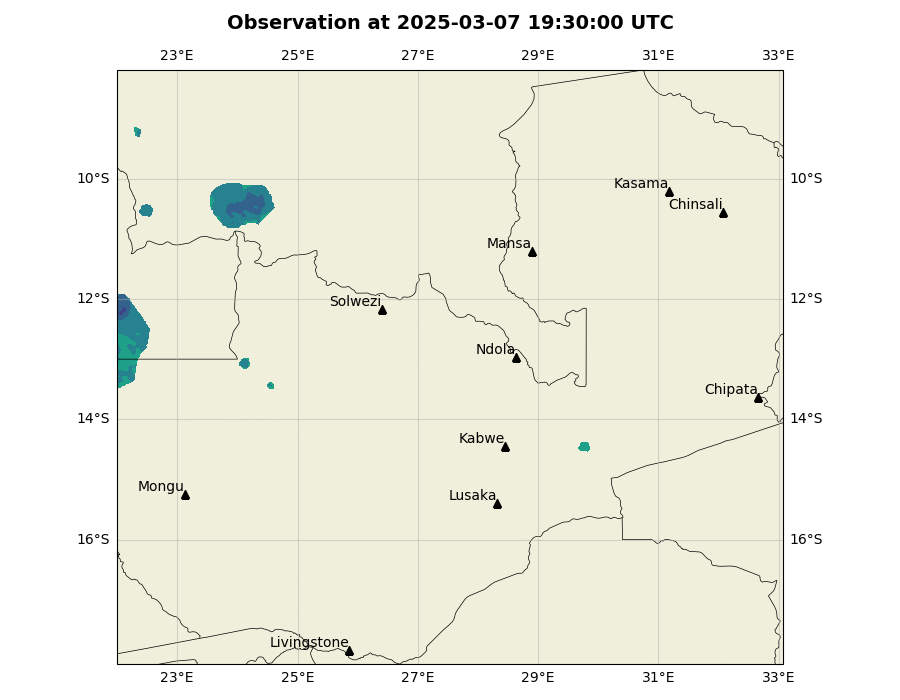 Observation at 2025-03-07 19:30:00 UTC
23°E 25°E 27°E 29°E 31°E 33°E
10°S 10°S
Kasama
Chinsali
Mansa
12°S 12°S
Solwezi
Ndola
Chipata
14°S 14°S
Kabwe
Mongu
Lusaka
16°S 16°S
Livingstone
23°E 25°E 27°E 29°E 31°E 33°E